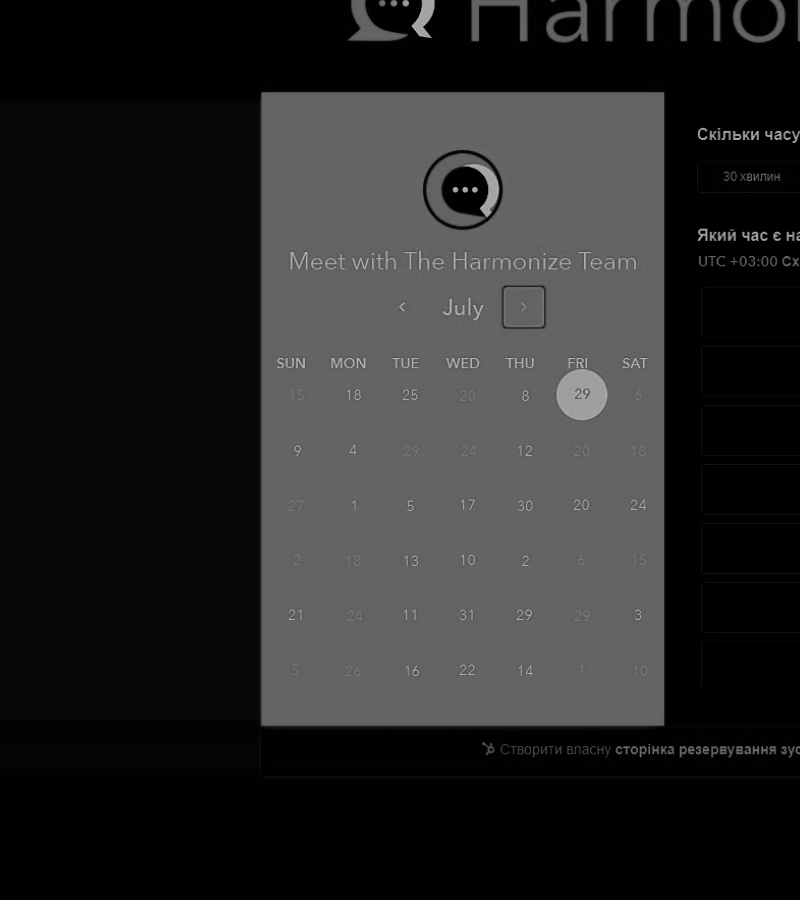 Harmo
Meet with The Harmonize Team
July
SUN MON TUE WED THU FRI SAT
15 18 25 20 8 29 6
9 4 29 24 12 20 18
27 1 5 17 30 20 24
2 18 13 10 2 6 15
21 24 11 31 29 29 3
5 26 16 22 14 1 10
Скільки часу
30 хвилин
Який час є на
UTC +03:00 Сх
Створити власну сторінка резервування зус